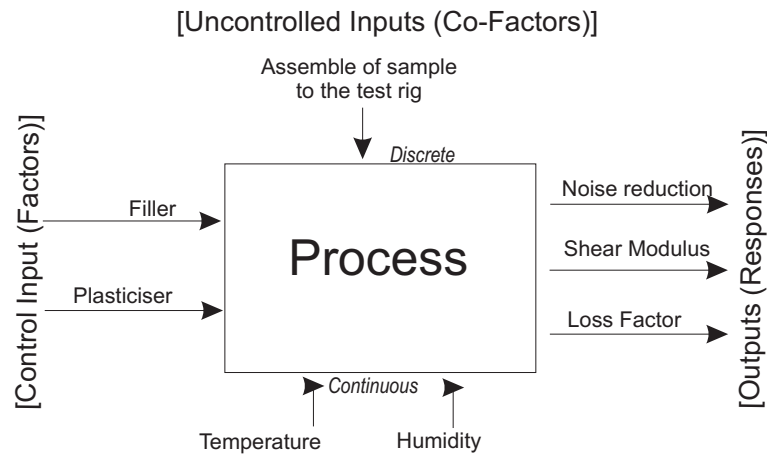 [Uncontrolled Inputs (Co-Factors)]
Assemble of sample
to the test rig
Discrete
[Control Input (Factors)]
Filler
Plasticiser
Process
Noise reduction
Shear Modulus
Loss Factor
[Outputs (Responses)]
Continuous
Temperature
Humidity